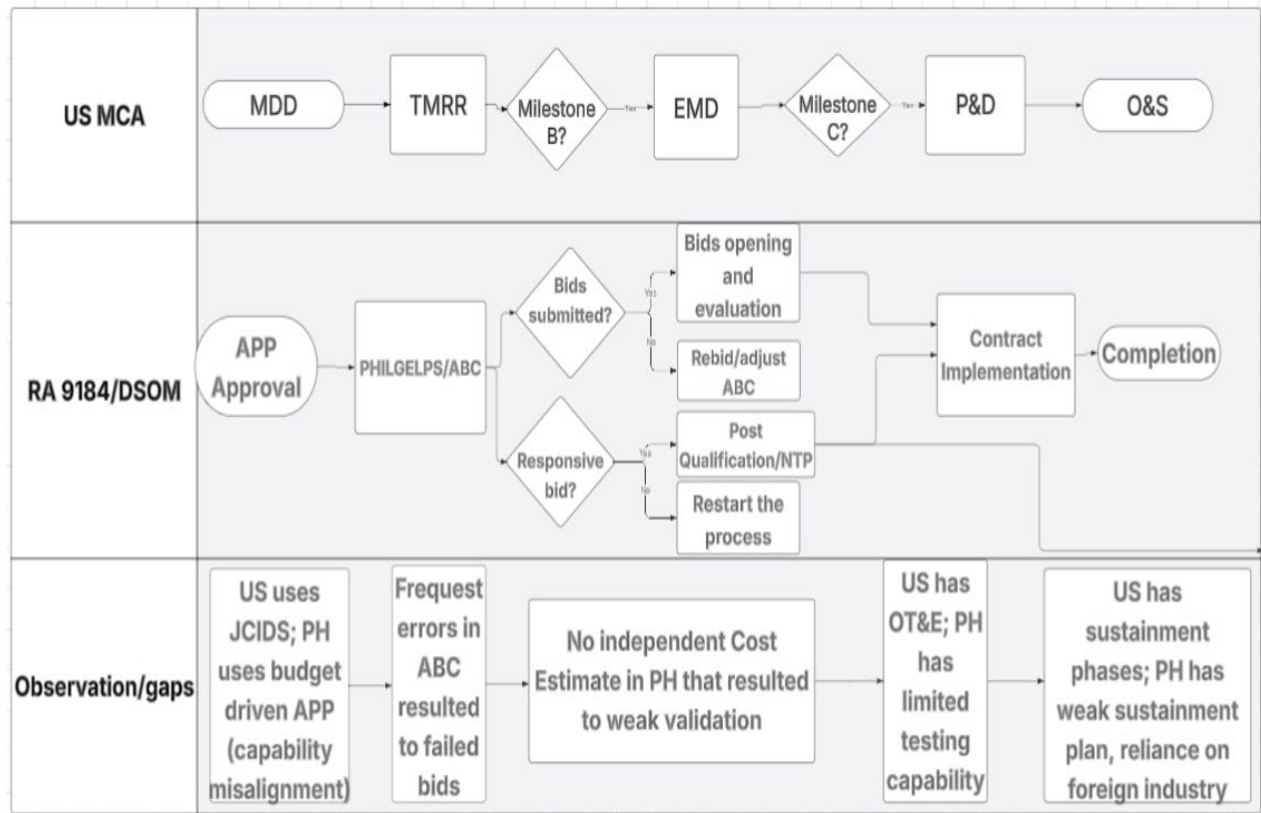 US MCA
MDD
TMRR
Milestone
B?
Yes
EMD
Milestone
C?
Yes
P&D
O&S
RA 9184/DSOM
APP
Approval
PHILGELPS/ABC
Bids
submitted?
Yes
No
Bids opening
and
evaluation
Rebid/adjust
ABC
Responsive
bid?
Yes
No
Post
Qualification/NTP
Restart the
process
Contract
Implementation
Completion
Observation/gaps
US uses
JCIDS; PH
uses budget
driven APP
(capability
misalignment)
Frequest
errors in
ABC
resulted
to failed
bids
No independent Cost
Estimate in PH that resulted
to weak validation
US has
OT&E; PH
has
limited
testing
capability
US has
sustainment
phases; PH has
weak sustainment
plan, reliance on
foreign industry